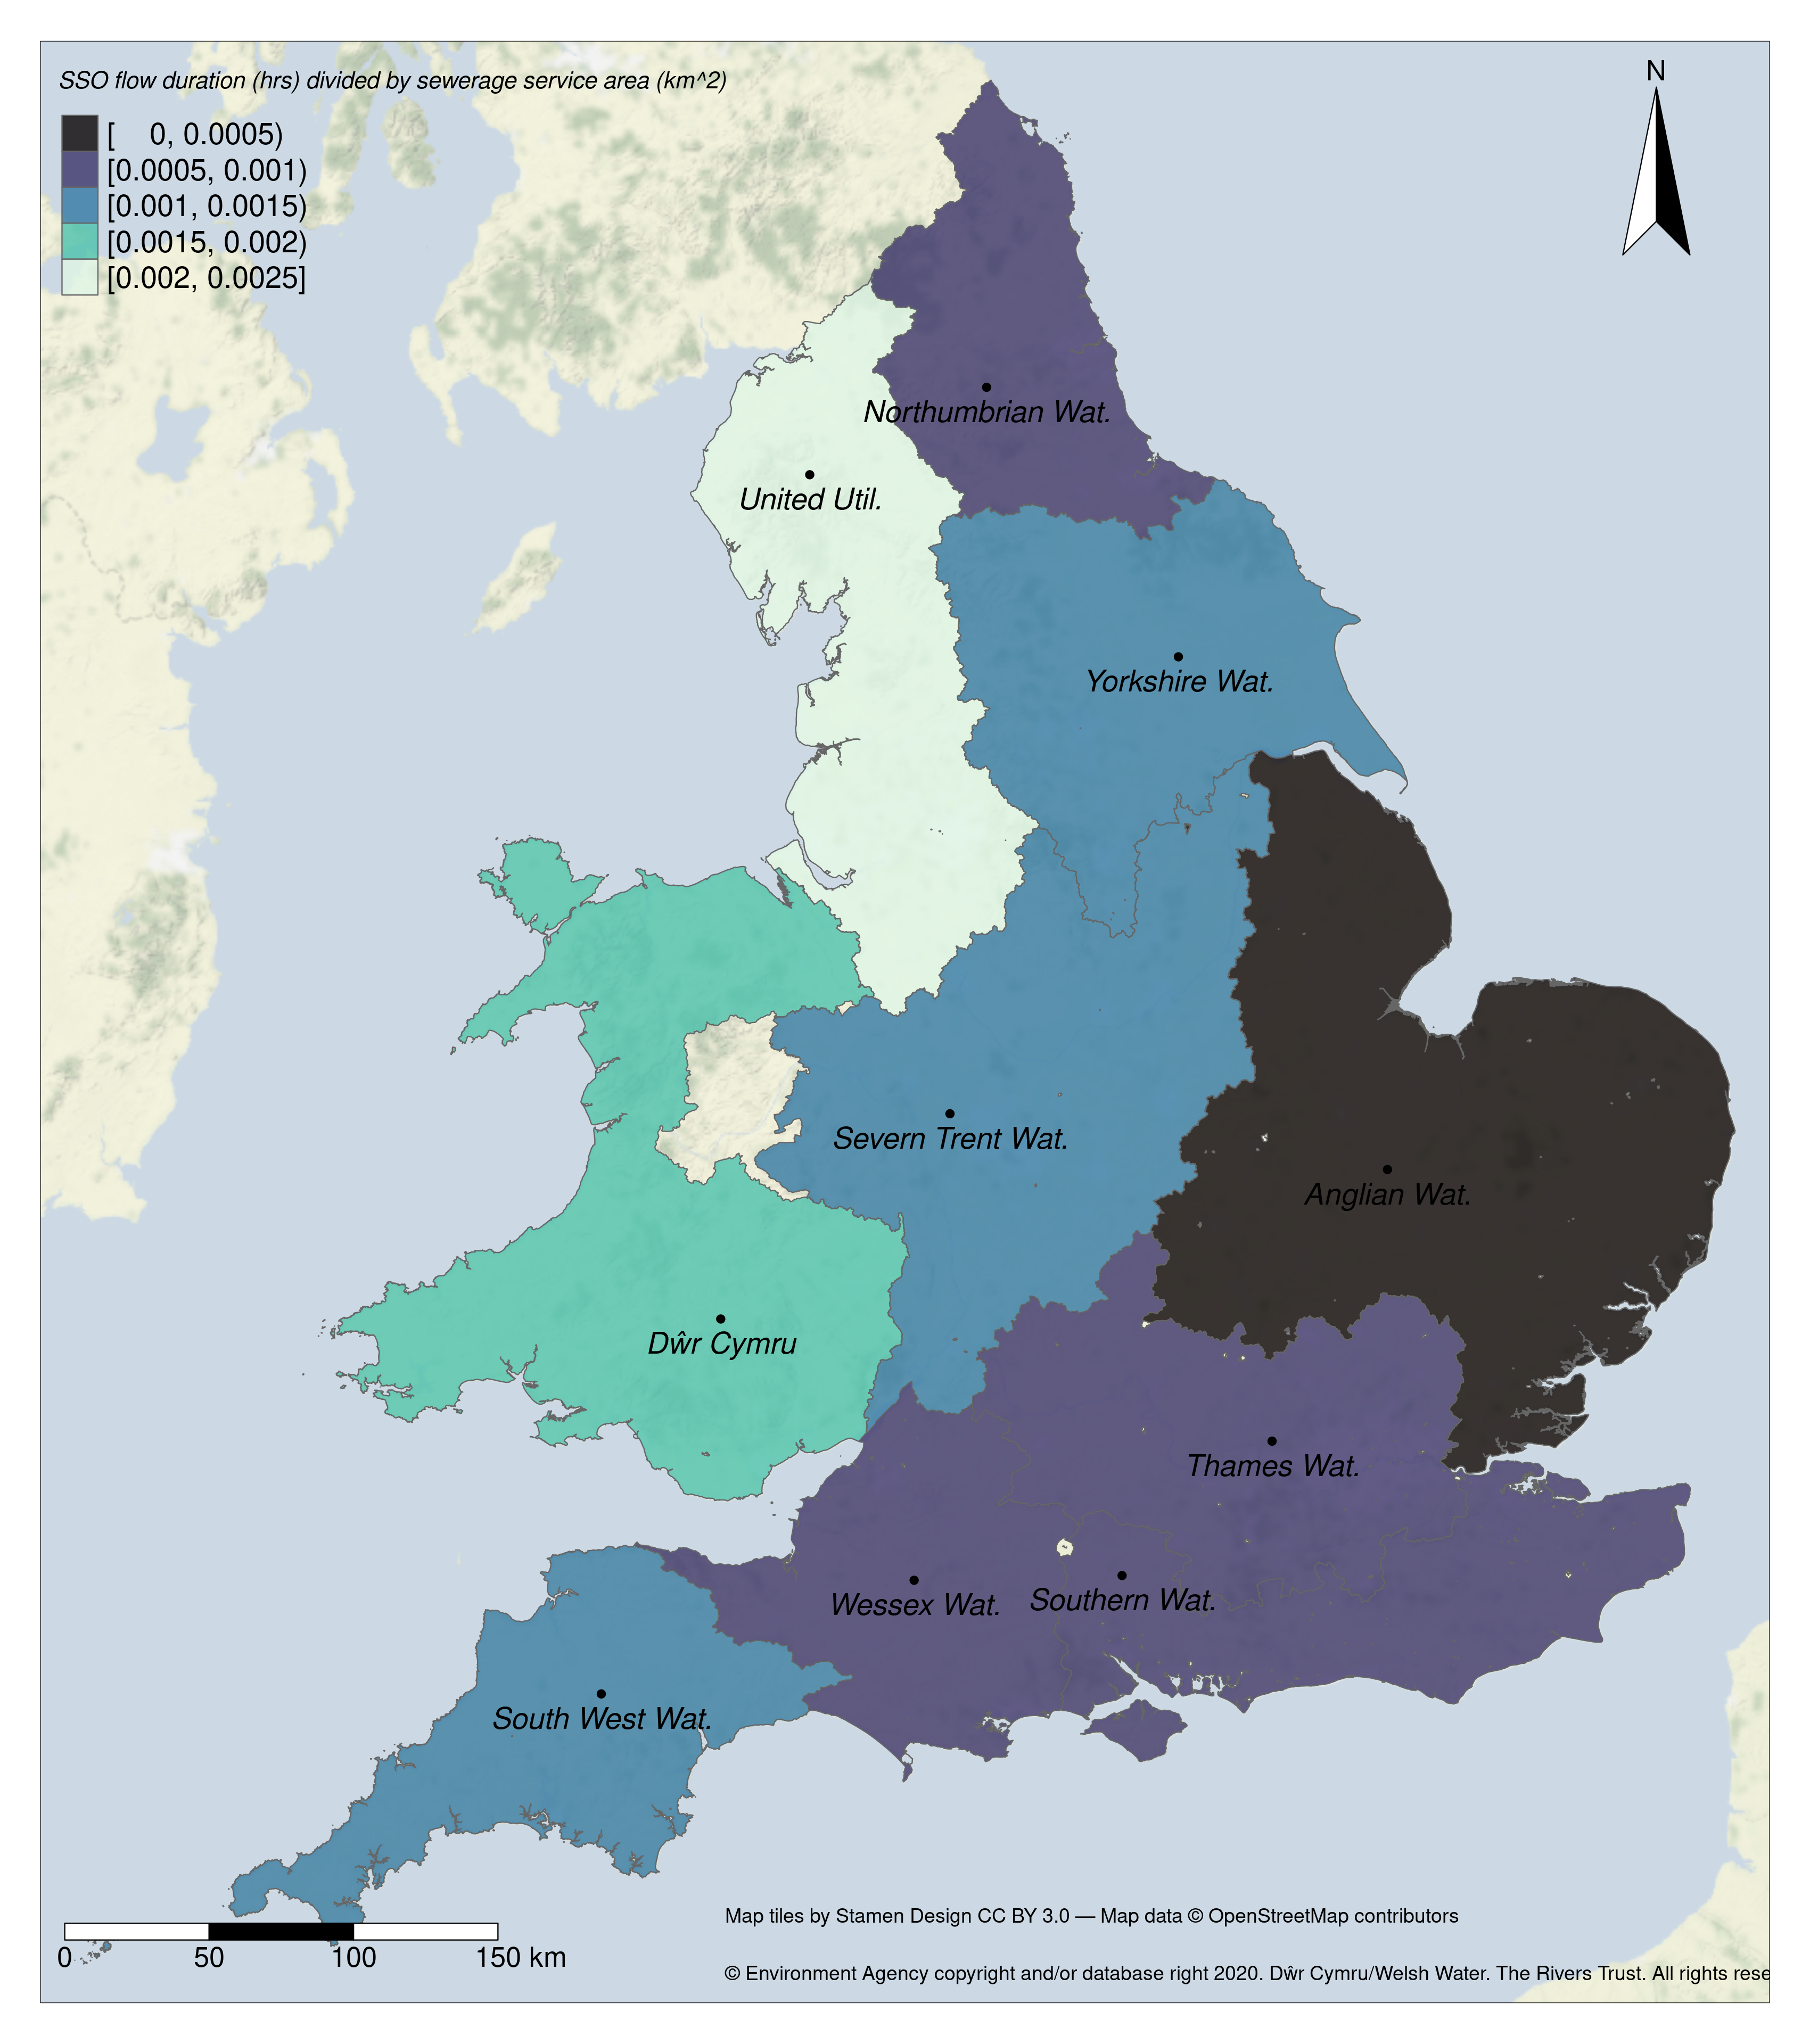 SSO flow duration (hrs) divided by sewerage service area (km^2)
N
[    0, 0.0005)
[0.0005, 0.001)
[0.001, 0.0015)
[0.0015, 0.002)
[0.002, 0.0025]
Northumbrian Wat.
United Util.
Yorkshire Wat.
Severn Trent Wat.
Anglian Wat.
Dŵr Cymru
Thames Wat.
Wessex Wat.
Southern Wat.
South West Wat.
Map tiles by Stamen Design CC BY 3.0 — Map data © OpenStreetMap contributors
0 50 100 150 km
© Environment Agency copyright and/or database right 2020. Dŵr Cymru/Welsh Water. The Rivers Trust. All rights rese